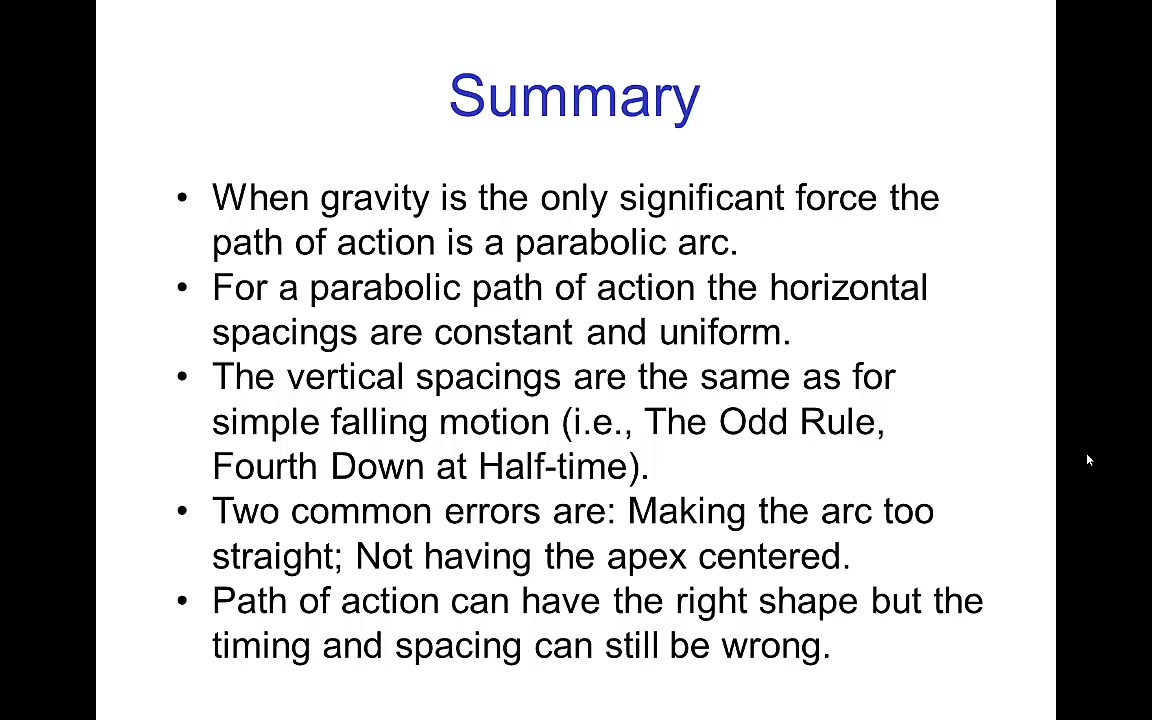 Summary
• When gravity is the only significant force the
path of action is a parabolic arc.
• For a parabolic path of action the horizontal
spacings are constant and uniform.
• The vertical spacings are the same as for
simple falling motion (i.e., The Odd Rule,
Fourth Down at Half-time).
• Two common errors are: Making the arc too
straight; Not having the apex centered.
• Path of action can have the right shape but the
timing and spacing can still be wrong.